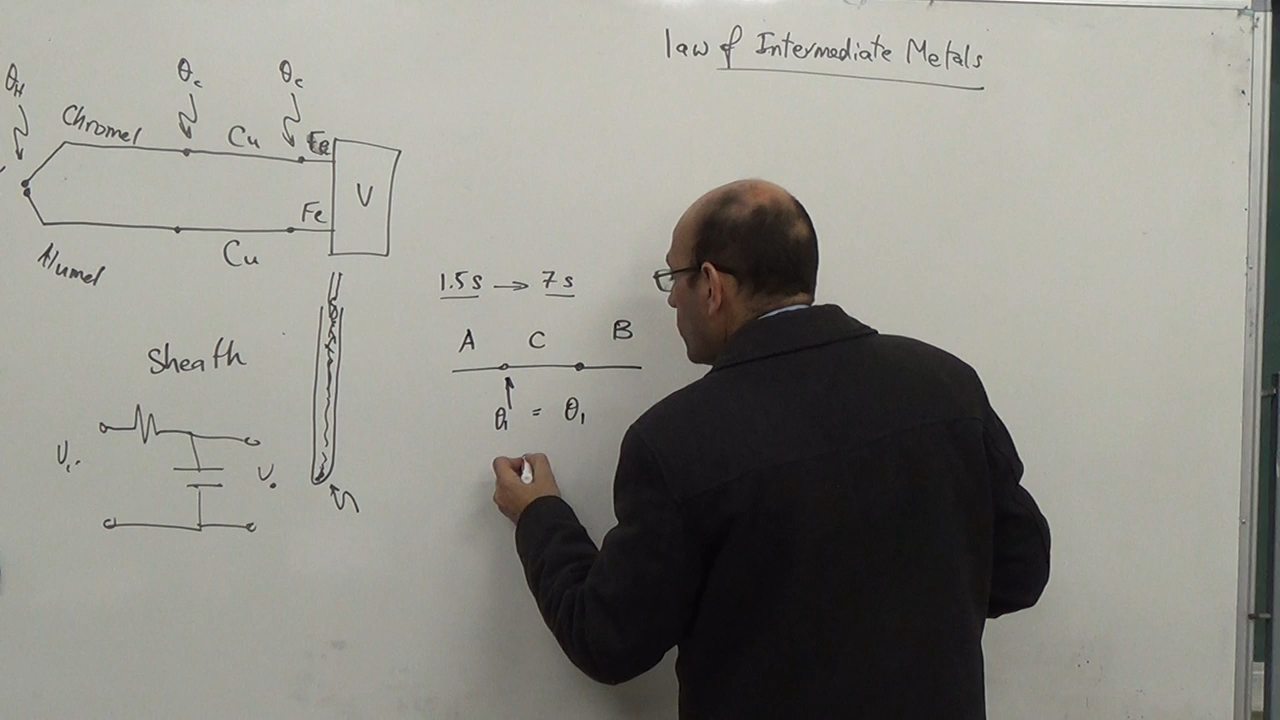 law of Intermediate Metals
θH
θc
θc
Chromel
Cu
Fe
V
Fe
Alumel
Cu
1.5s → 7s
A C B
Sheath
θ1 = θ1
Vi
Vo